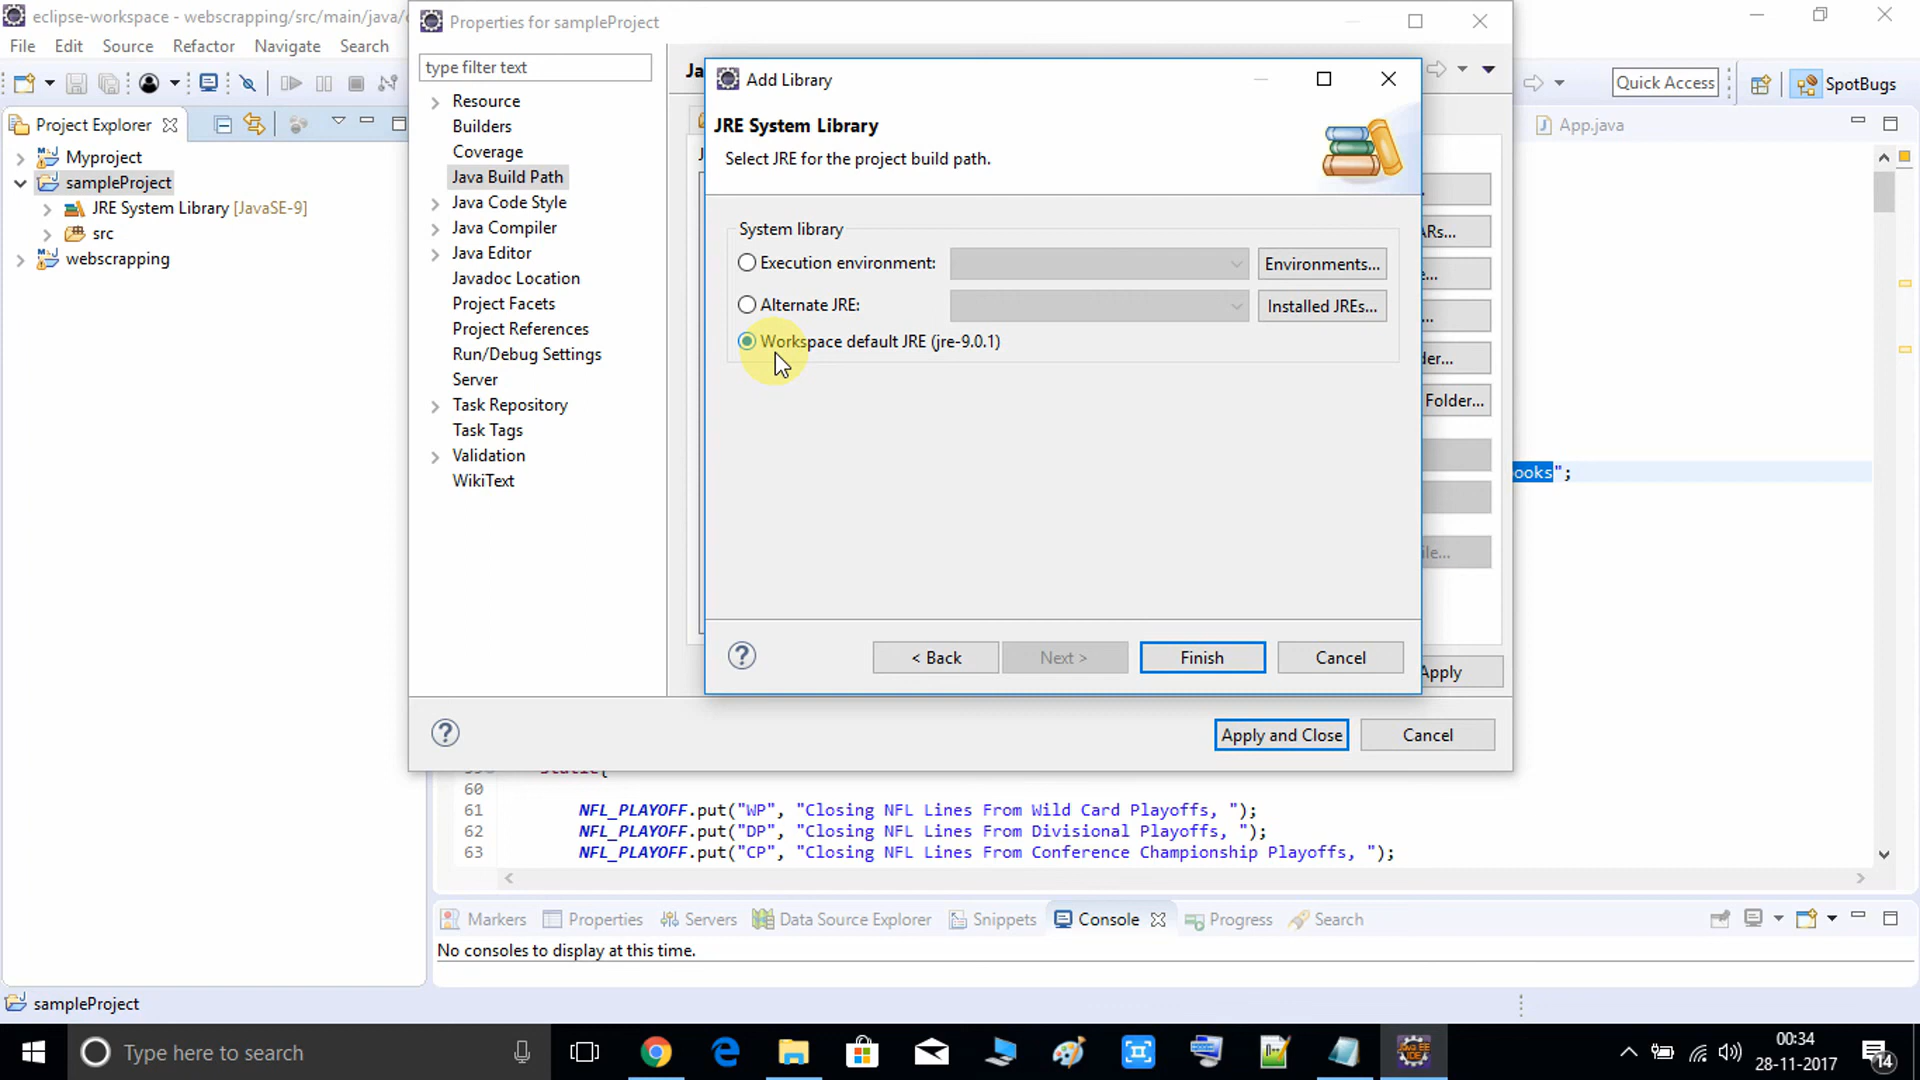 eclipse-workspace - webscrapping/src/main/java/
Properties for sampleProject
File Edit Source Refactor Navigate Search
type filter text
Add Library
Quick Access
SpotBugs
Project Explorer
App.java
Resource
Builders
Coverage
Java Build Path
Java Code Style
Java Compiler
Java Editor
Javadoc Location
Project Facets
Project References
Run/Debug Settings
Server
Task Repository
Task Tags
Validation
WikiText
Myproject
sampleProject
JRE System Library [JavaSE-9]
src
webscrapping
JRE System Library
Select JRE for the project build path.
System library
Execution environment:
Environments...
Alternate JRE:
Installed JREs...
Workspace default JRE (jre-9.0.1)
ARs...
Folder...
ooks";
< Back
Next >
Finish
Cancel
Apply
Apply and Close
Cancel
static{
60
61 NFL_PLAYOFF.put("WP", "Closing NFL Lines From Wild Card Playoffs, ");
62 NFL_PLAYOFF.put("DP", "Closing NFL Lines From Divisional Playoffs, ");
63 NFL_PLAYOFF.put("CP", "Closing NFL Lines From Conference Championship Playoffs, ");
Markers Properties Servers Data Source Explorer Snippets Console Progress Search
No consoles to display at this time.
sampleProject
Type here to search
00:34
28-11-2017
14